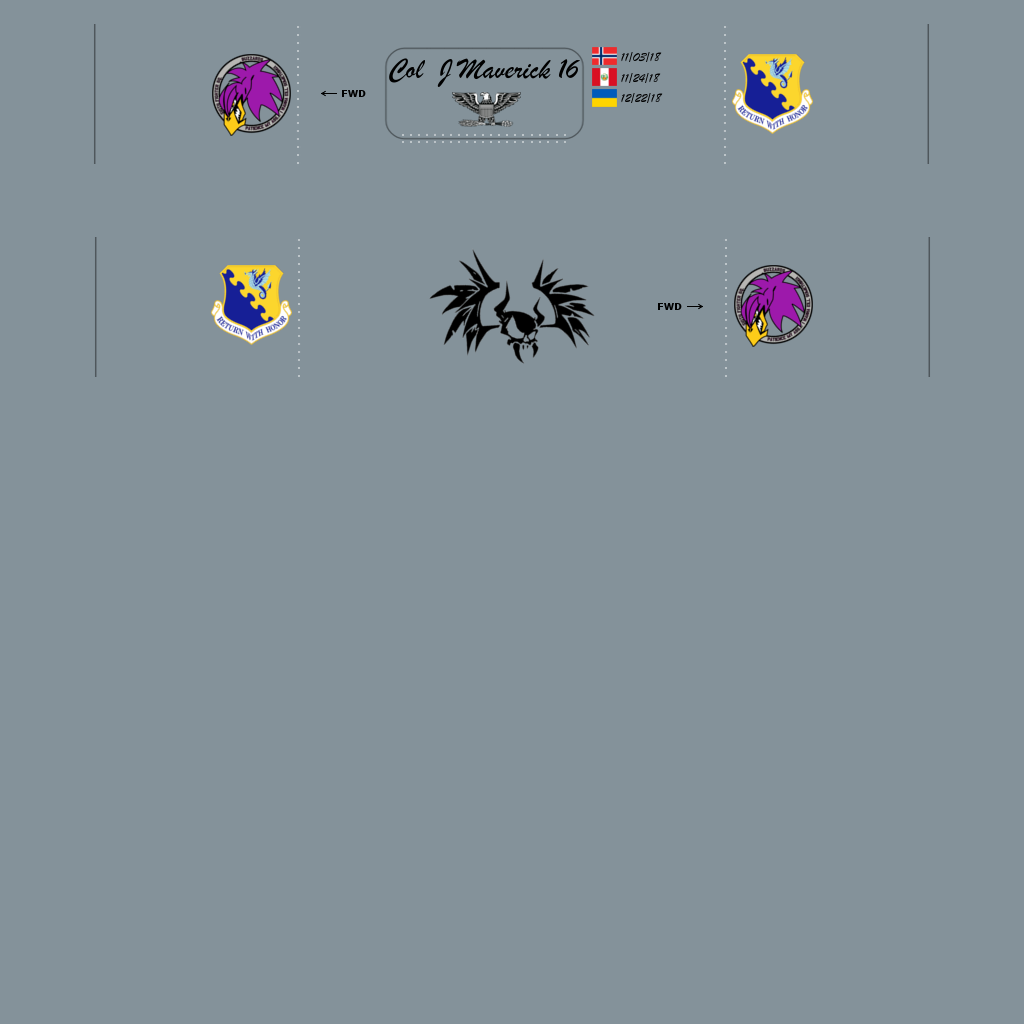 ← FWD
Col J Maverick 16
11/03/18
11/24/18
12/22/18
RETURN WITH HONOR
RETURN WITH HONOR
FWD →